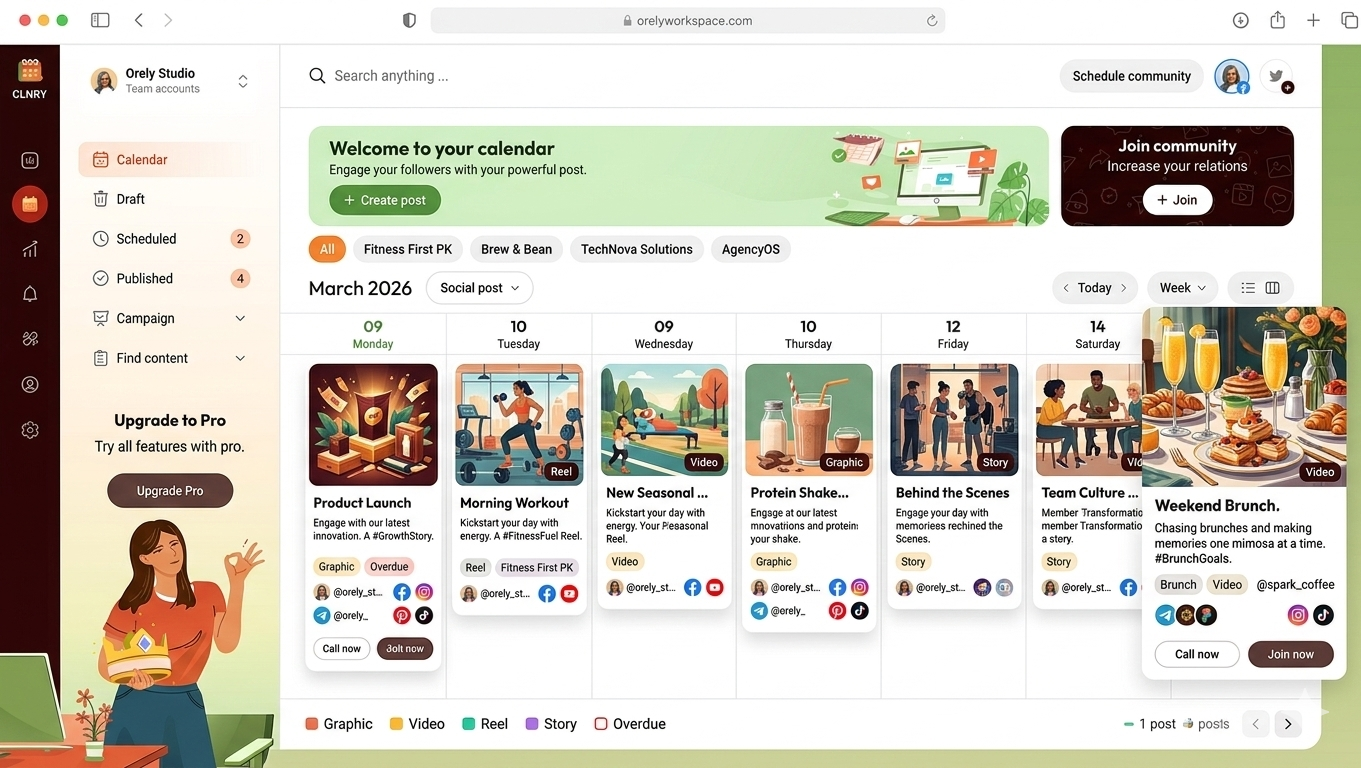 orelyworkspace.com
CLNRY
Orely Studio
Team accounts
Calendar
Draft
Scheduled 2
Published 4
Campaign
Find content
Upgrade to Pro
Try all features with pro.
Upgrade Pro
Search anything ...
Schedule community
Welcome to your calendar
Engage your followers with your powerful post.
+ Create post
Join community
Increase your relations
+ Join
All
Fitness First PK
Brew & Bean
TechNova Solutions
AgencyOS
March 2026
Social post
Today
Week
09
Monday
10
Tuesday
09
Wednesday
10
Thursday
12
Friday
14
Saturday
Product Launch
Engage with our latest
innovation. A #GrowthStory.
Graphic Overdue
@orely_st...
@orely_
Call now
now
Reel
Morning Workout
Kickstart your day with
energy. A #FitnessFuel Reel.
Reel Fitness First PK
@orely_st...
Video
New Seasonal ...
Kickstart your day with
energy. Your
Reel.
Video
@orely_st...
Graphic
Protein Shake...
Engage at our latest
mnovations and protein
your shake.
Graphic
@orely_st...
@orely_
Story
Behind the Scenes
Engage your day with
memories rechined the
Scenes.
Story
@orely_st...
Vid
Team Culture ...
Member Transformatio
member Transformatio
a story.
Story
@orely_st...
Video
Weekend Brunch.
Chasing brunches and making
memories one mimosa at a time.
#BrunchGoals.
Brunch Video @spark_coffee
Call now
Join now
Graphic
Video
Reel
Story
Overdue
1 post
posts